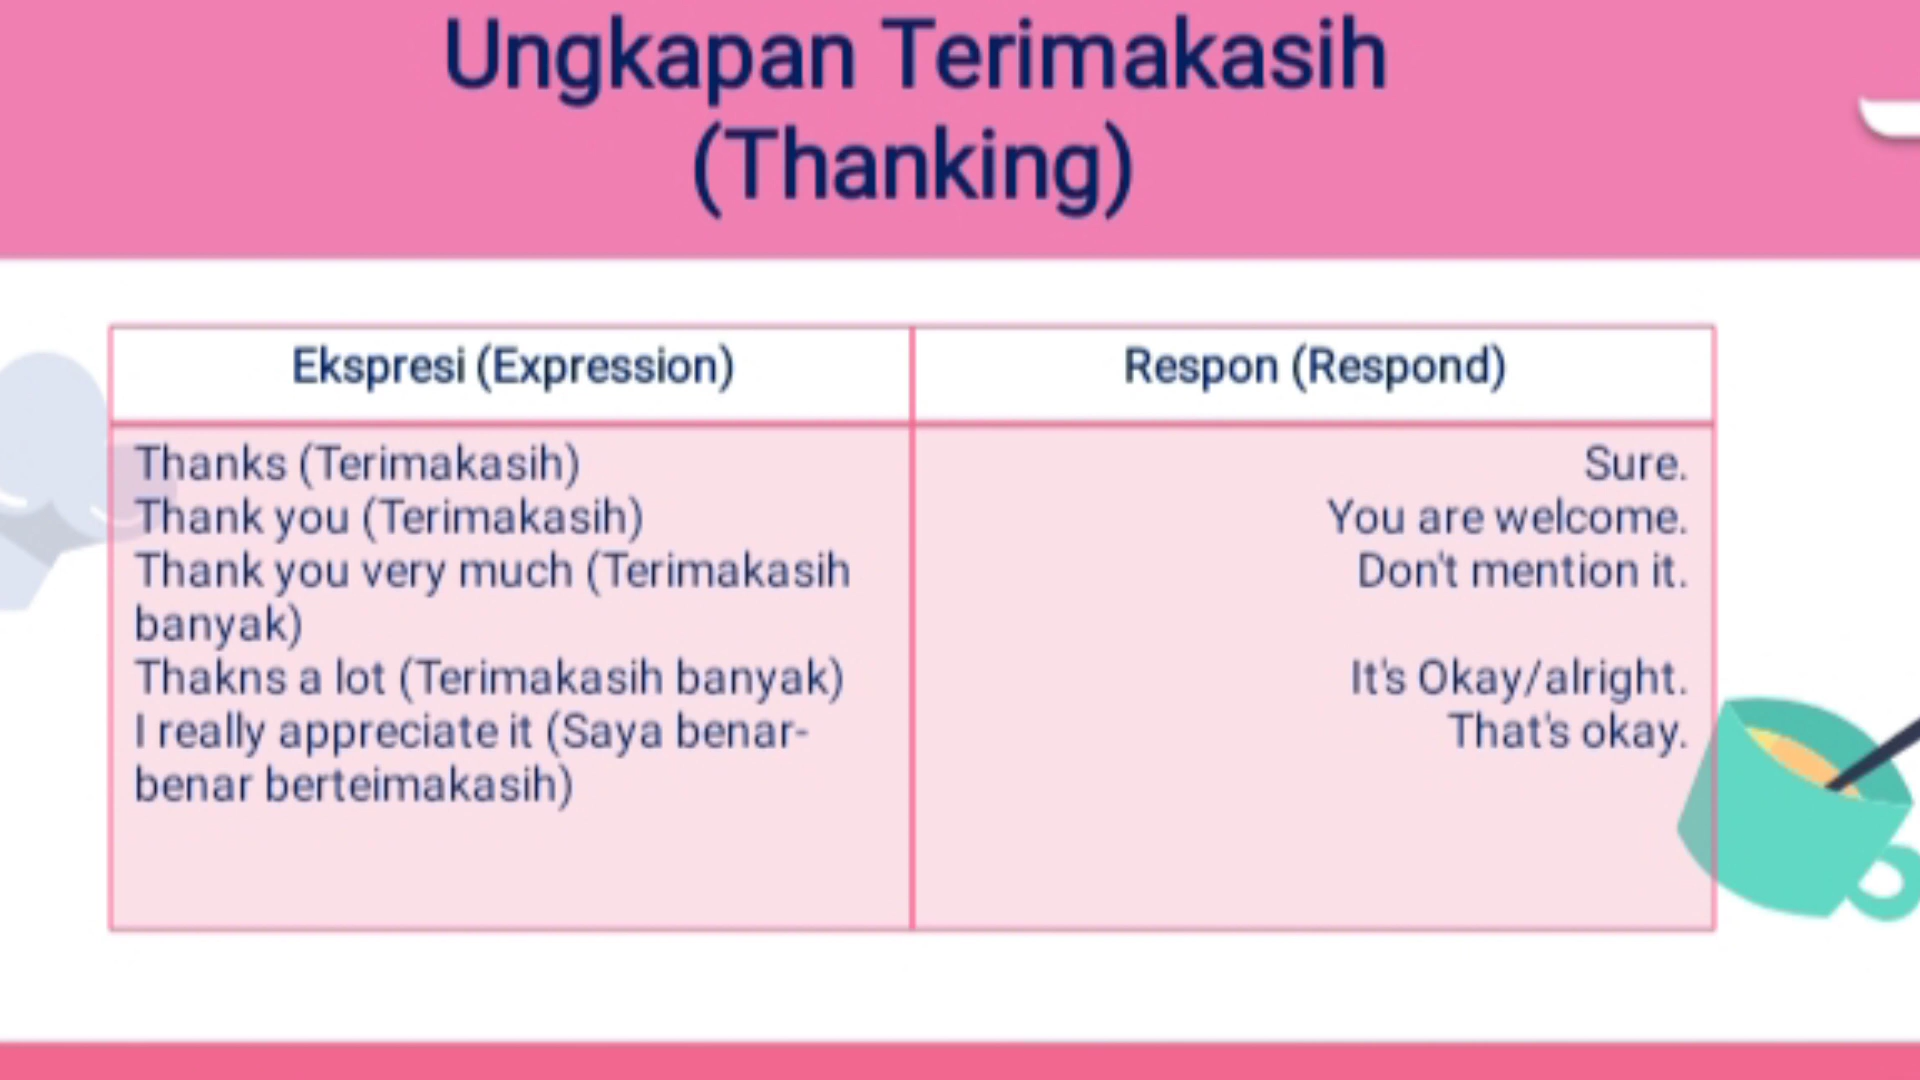 Ungkapan Terimakasih
(Thanking)
Ekspresi (Expression)
Respon (Respond)
Thanks (Terimakasih)
Thank you (Terimakasih)
Thank you very much (Terimakasih
banyak)
Thakns a lot (Terimakasih banyak)
I really appreciate it (Saya benar-
benar berteimakasih)
Sure.
You are welcome.
Don't mention it.
It's Okay/alright.
That's okay.